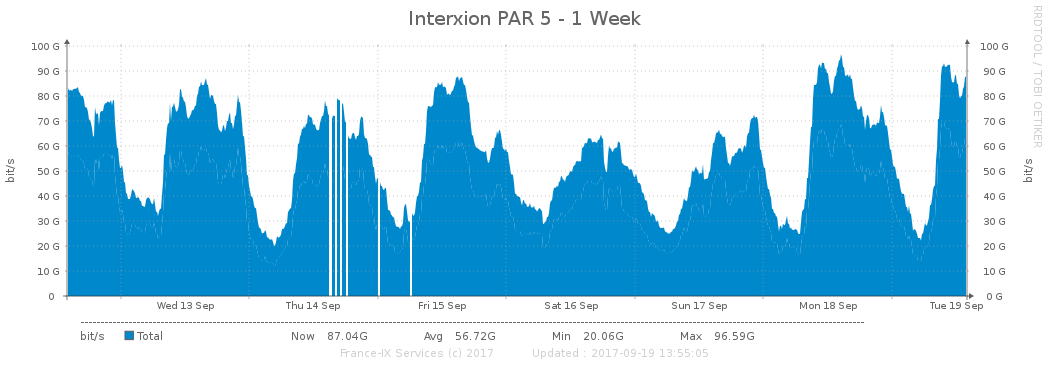 Interxion PAR 5 - 1 Week
RRDTOOL / TOBI OETIKER
100 G 100 G
90 G 90 G
80 G 80 G
70 G 70 G
60 G 60 G
50 G 50 G
40 G 40 G
30 G 30 G
20 G 20 G
10 G 10 G
0 0 G
bit/s
bit/s
Wed 13 Sep Thu 14 Sep Fri 15 Sep Sat 16 Sep Sun 17 Sep Mon 18 Sep Tue 19 Sep
bit/s Total Now 87.04G Avg 56.72G Min 20.06G Max 96.59G
France-IX Services (c) 2017 Updated : 2017-09-19 13:55:05